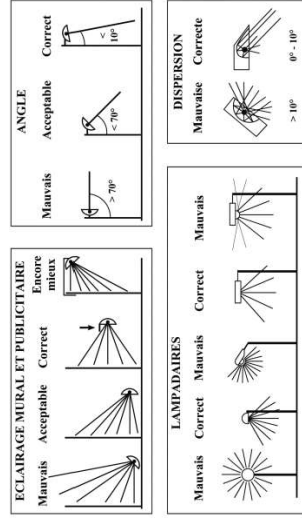 ECLAIRAGE MURAL ET PUBLICITAIRE
Mauvais Acceptable Correct Encore
mieux
ANGLE
Mauvais Acceptable Correct
> 70° < 70° <
10°
LAMPADAIRES
Mauvais Correct Mauvais Correct Mauvais
DISPERSION
Mauvaise Correcte
> 10° 0° - 10°